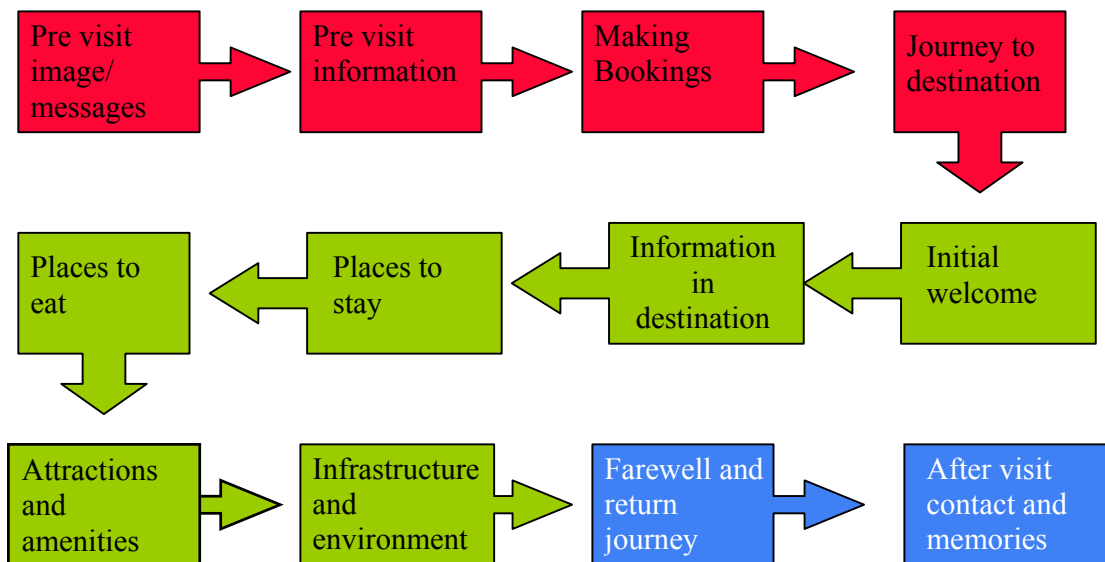 Pre visit
image/
messages
Pre visit
information
Making
Bookings
Journey to
destination
Initial
welcome
Information
in
destination
Places to
stay
Places to
eat
Attractions
and
amenities
Infrastructure
and
environment
Farewell and
return
journey
After visit
contact and
memories